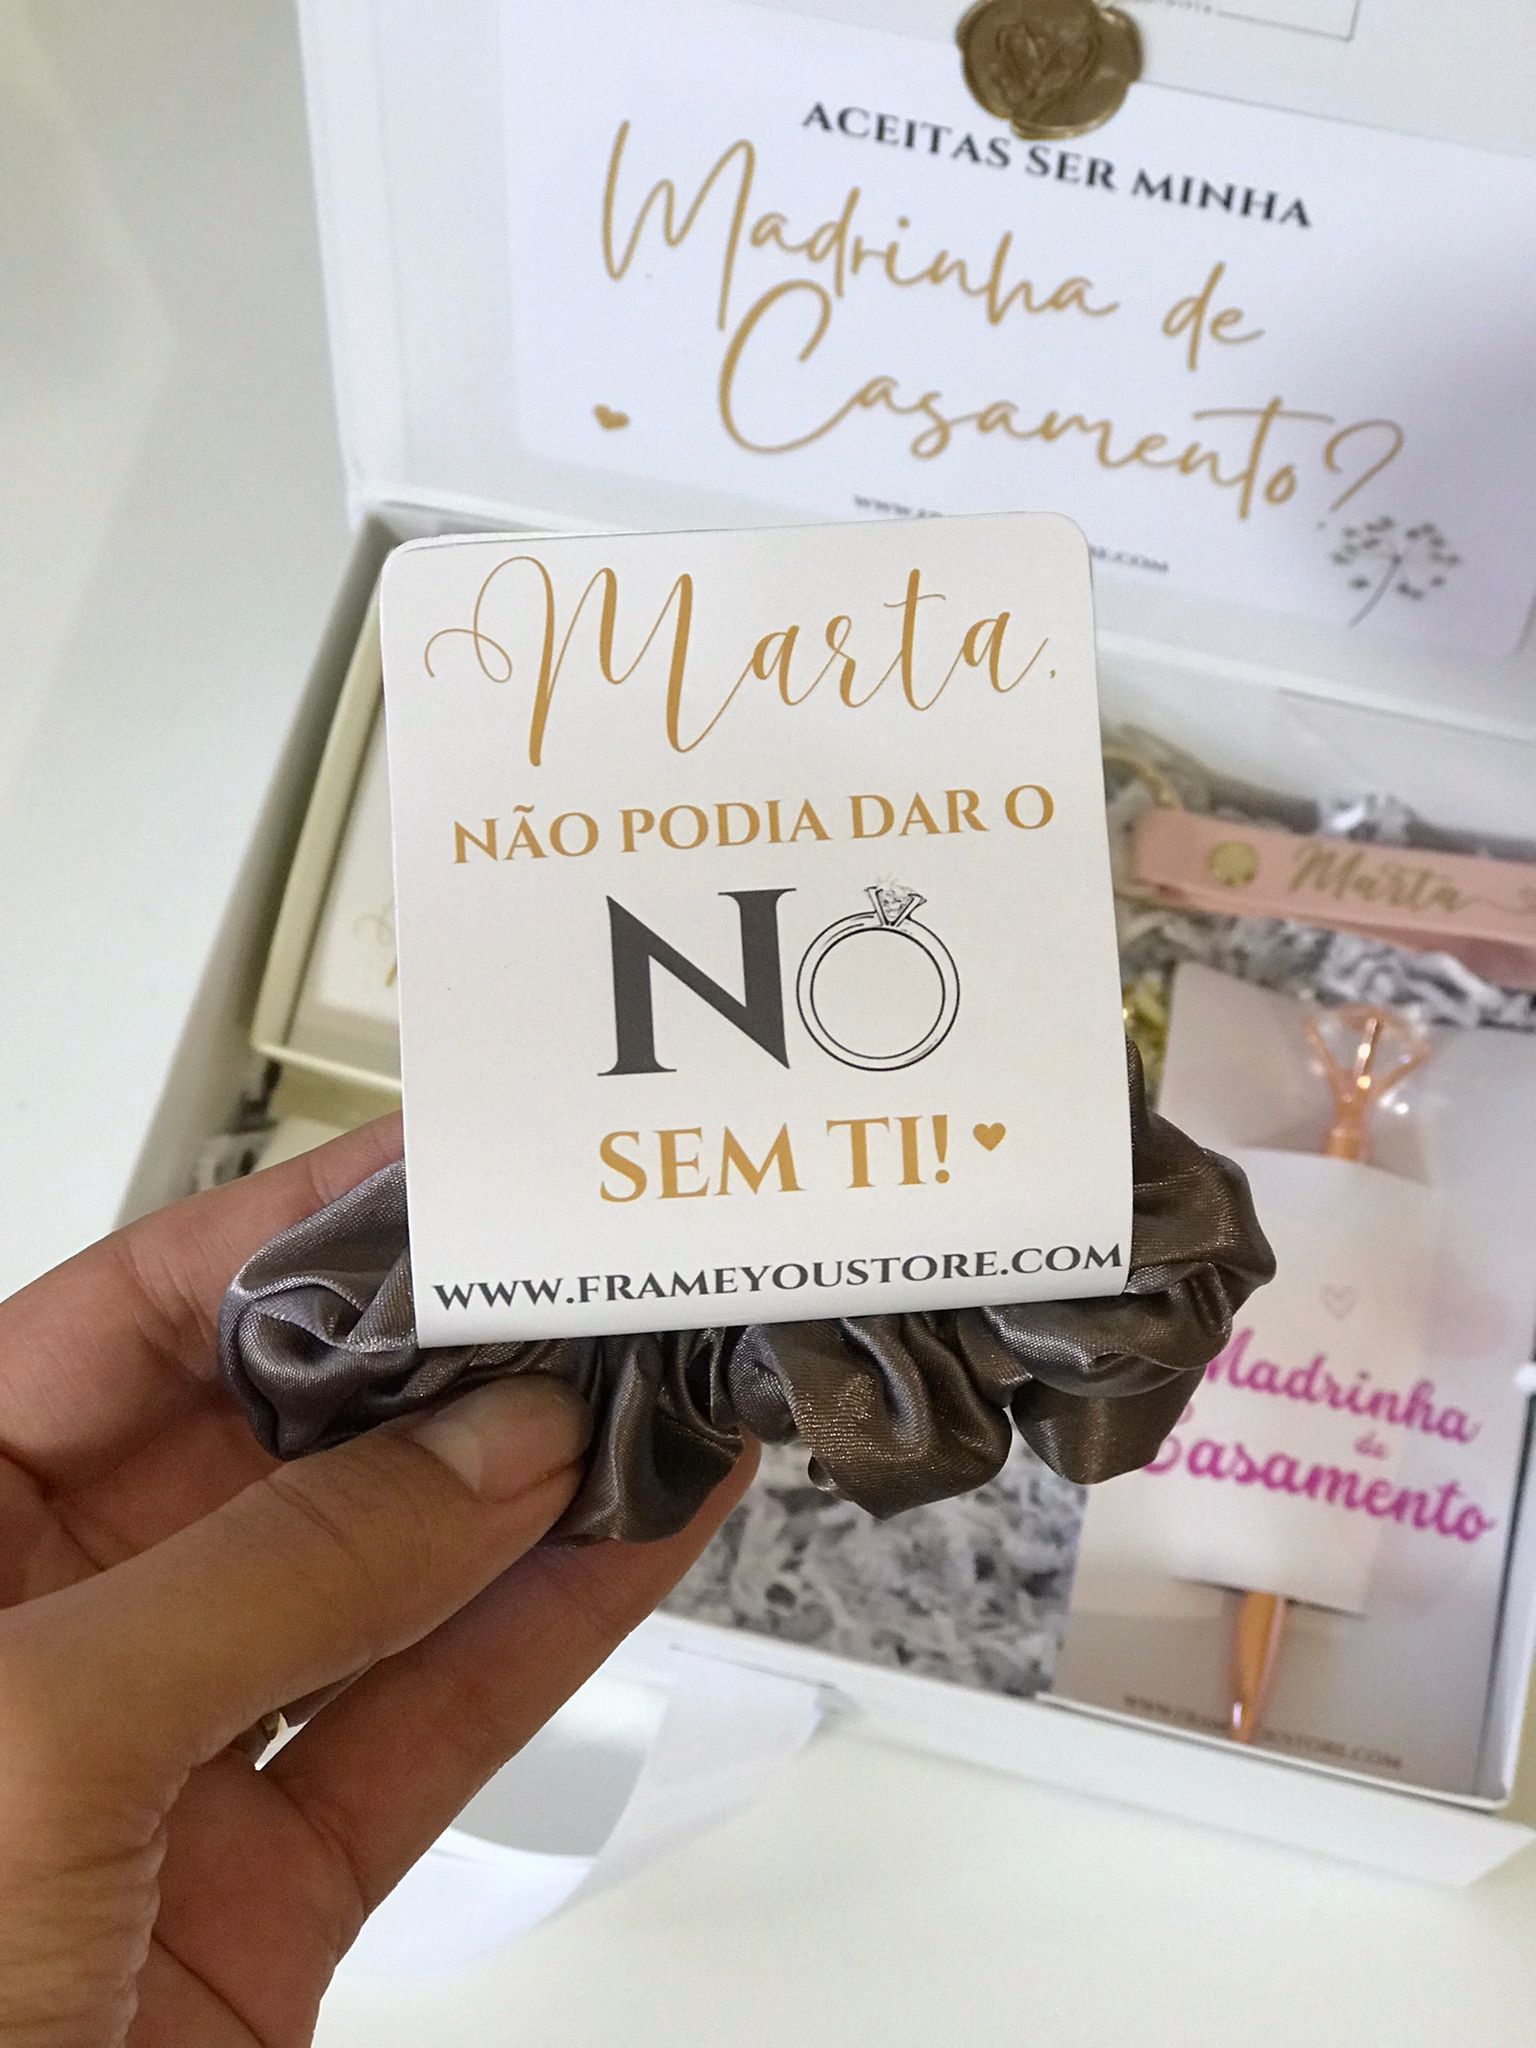 ACEITAS SER MINHA
Madrinha de
Casamento?
Marta,
NÃO PODIA DAR O
NO
SEM TI!
WWW.FRAMEYOUSTORE.COM
Marta
Madrinha
de
Casamento